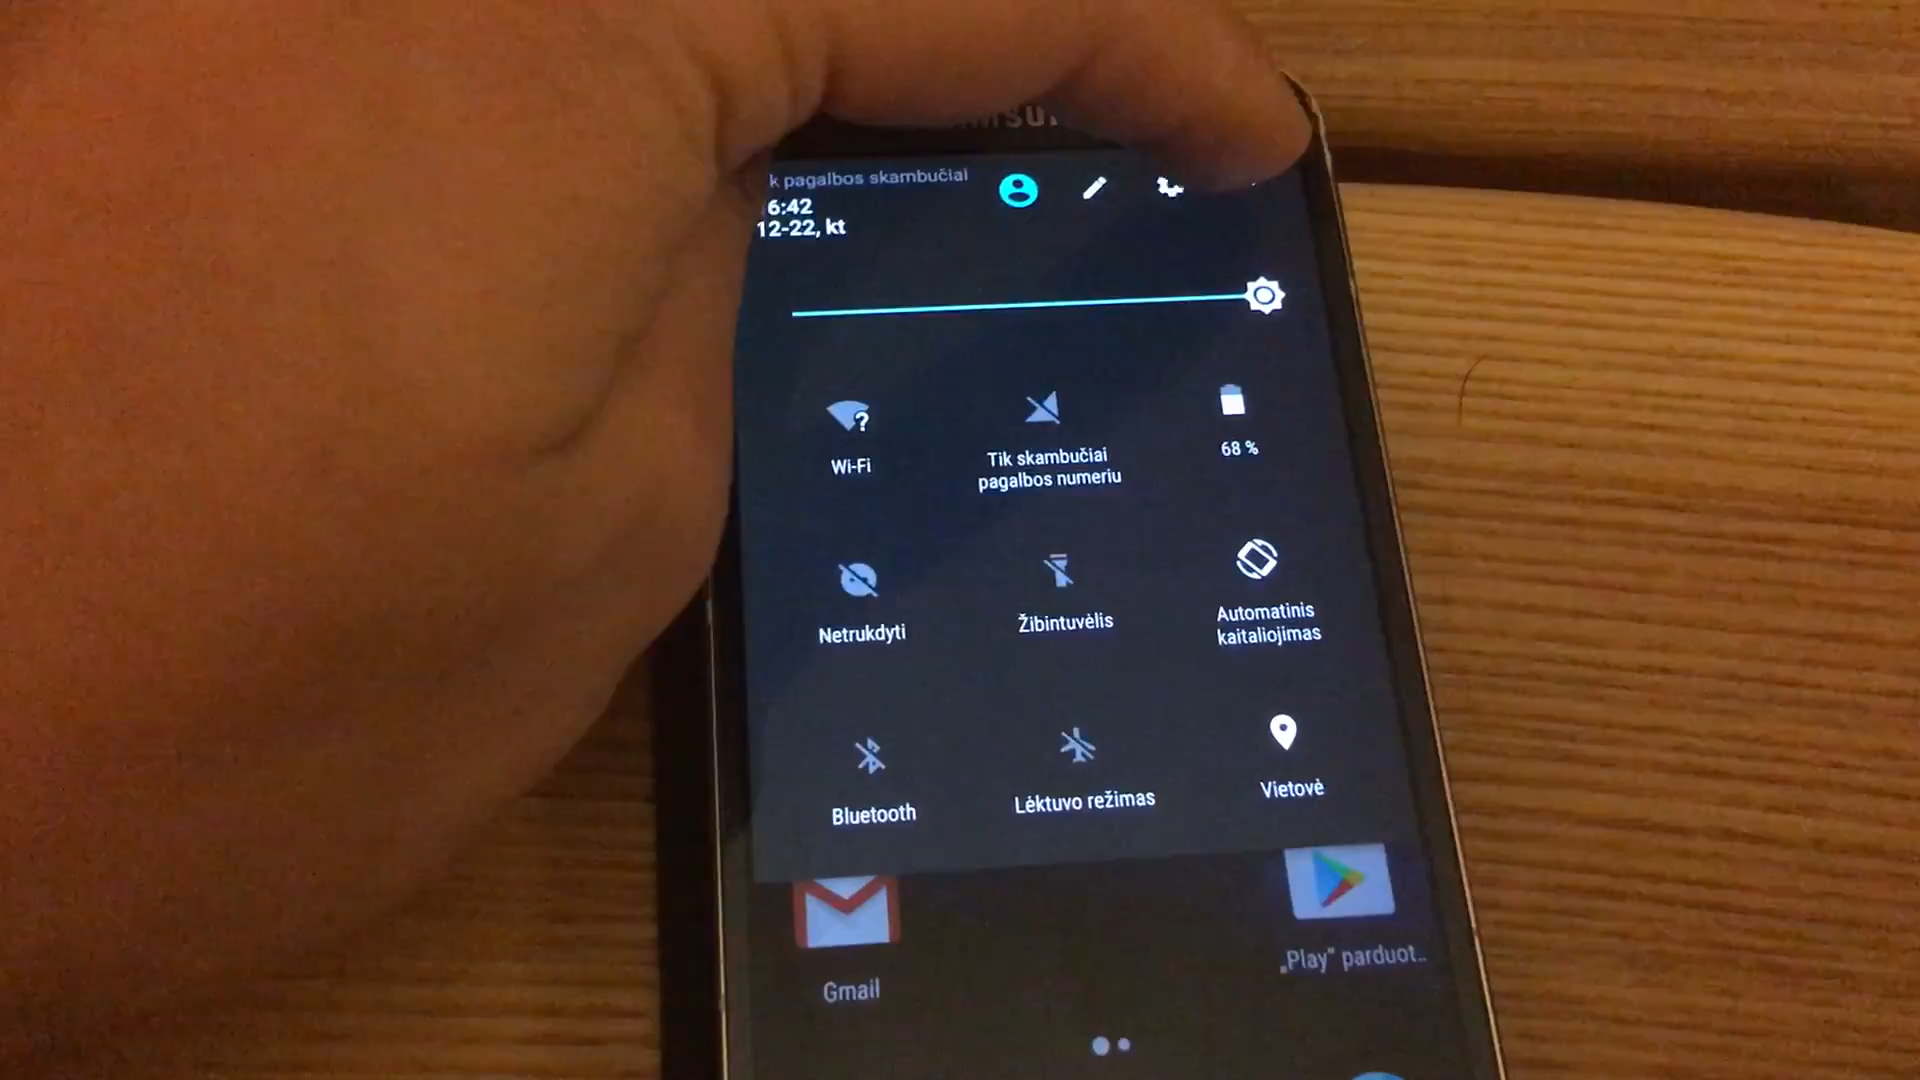 k pagalbos skambučiai
6:42
12-22, kt
Wi-Fi
Tik skambučiai
pagalbos numeriu
68 %
Netrukdyti
Žibintuvėlis
Automatinis
kaitaliojimas
Bluetooth
Lėktuvo režimas
Vietovė
Gmail
„Play“ parduot...